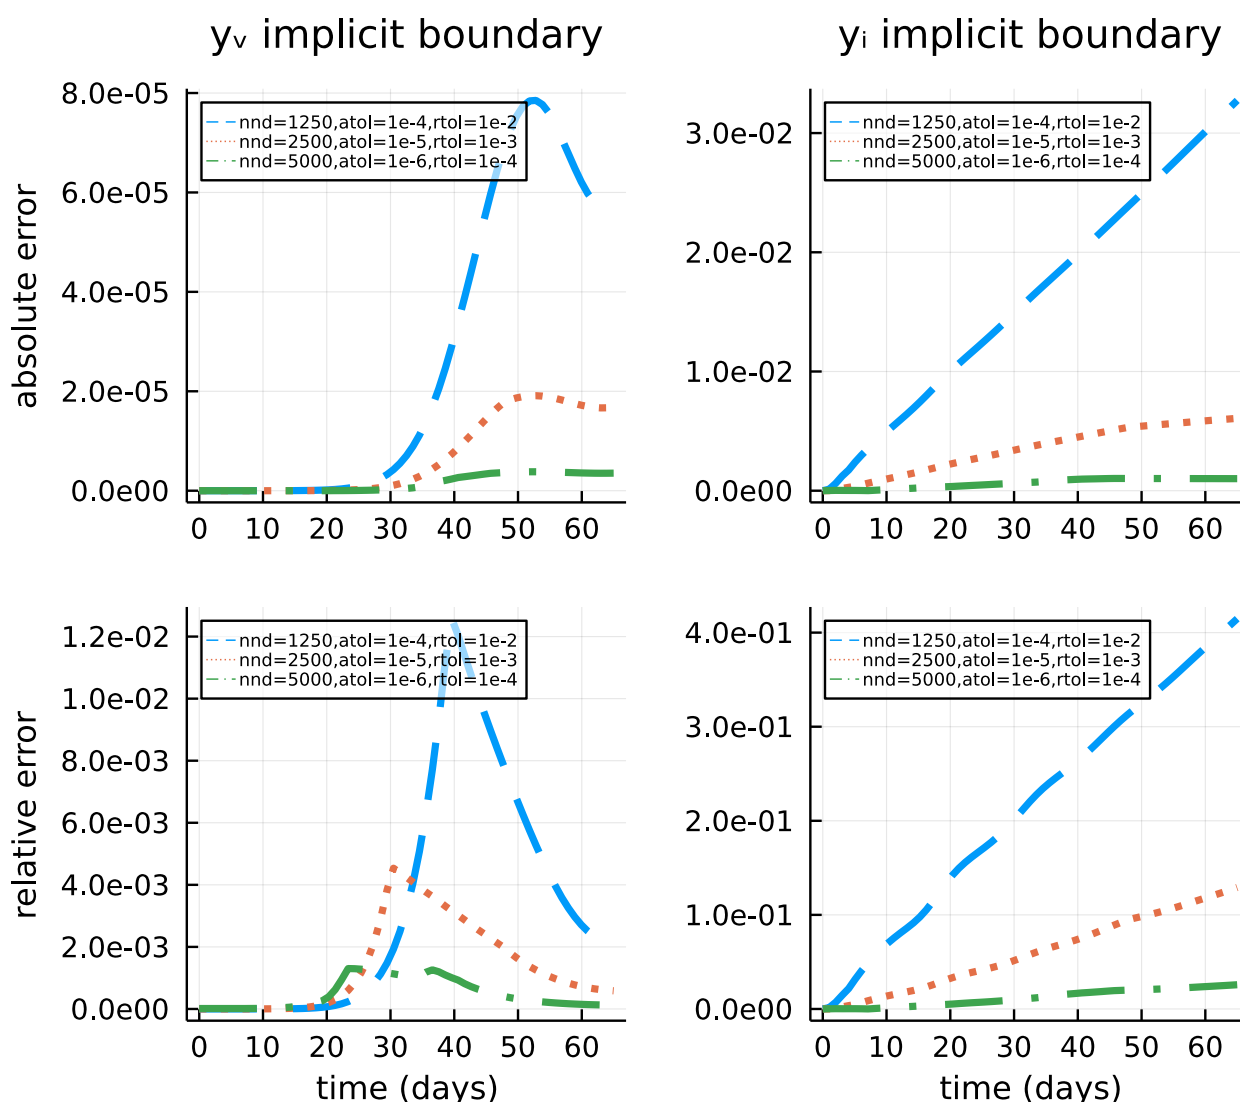 yᵥ implicit boundary
yᵢ implicit boundary
absolute error
8.0e-05
6.0e-05
4.0e-05
2.0e-05
0.0e00
nnd=1250,atol=1e-4,rtol=1e-2
nnd=2500,atol=1e-5,rtol=1e-3
nnd=5000,atol=1e-6,rtol=1e-4
0 10 20 30 40 50 60
3.0e-02
2.0e-02
1.0e-02
0.0e00
nnd=1250,atol=1e-4,rtol=1e-2
nnd=2500,atol=1e-5,rtol=1e-3
nnd=5000,atol=1e-6,rtol=1e-4
0 10 20 30 40 50 60
relative error
1.2e-02
1.0e-02
8.0e-03
6.0e-03
4.0e-03
2.0e-03
0.0e00
nnd=1250,atol=1e-4,rtol=1e-2
nnd=2500,atol=1e-5,rtol=1e-3
nnd=5000,atol=1e-6,rtol=1e-4
0 10 20 30 40 50 60
time (days)
4.0e-01
3.0e-01
2.0e-01
1.0e-01
0.0e00
nnd=1250,atol=1e-4,rtol=1e-2
nnd=2500,atol=1e-5,rtol=1e-3
nnd=5000,atol=1e-6,rtol=1e-4
0 10 20 30 40 50 60
time (days)